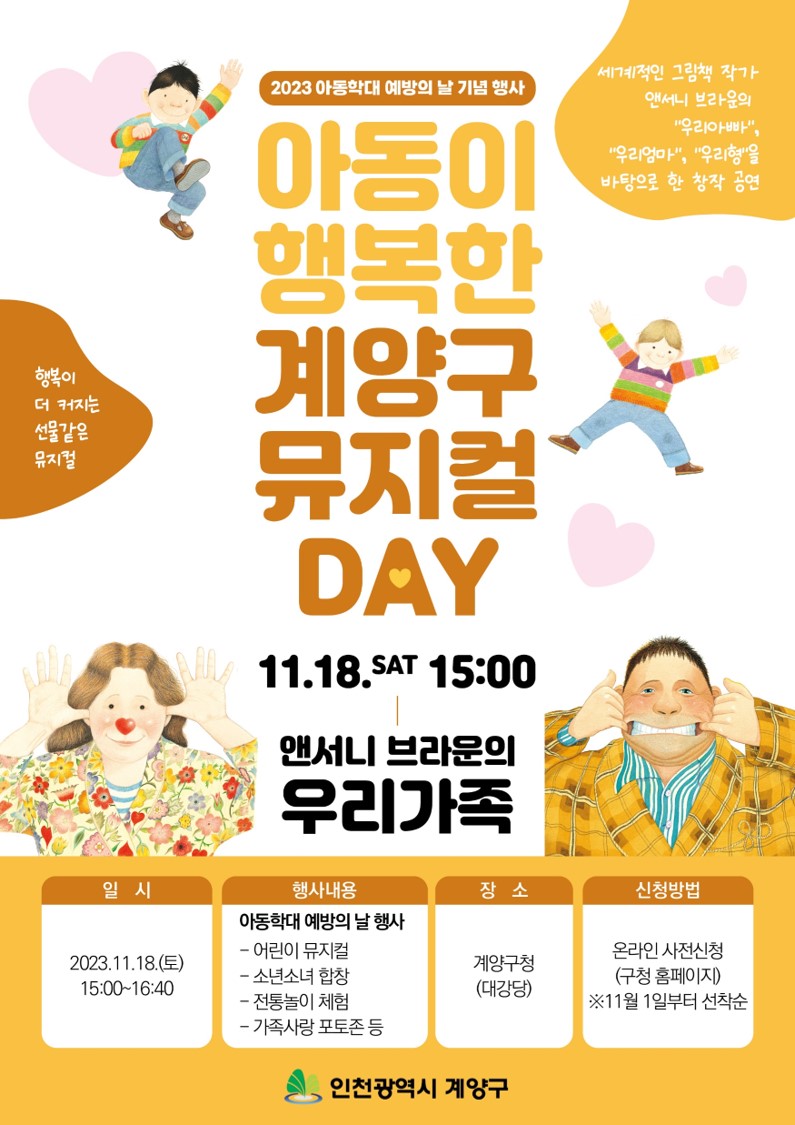 2023 아동학대 예방의 날 기념 행사
아동이
행복한
계양구
뮤지컬
DAY
세계적인 그림책 작가
앤서니 브라운의
"우리아빠",
"우리엄마", "우리형"을
바탕으로 한 창작 공연
행복이
더 커지는
선물같은
뮤지컬
11.18.SAT 15:00
앤서니 브라운의
우리가족
일 시
2023.11.18.(토)
15:00~16:40
행사내용
아동학대 예방의 날 행사
- 어린이 뮤지컬
- 소년소녀 합창
- 전통놀이 체험
- 가족사랑 포토존 등
장 소
계양구청
(대강당)
신청방법
온라인 사전신청
(구청 홈페이지)
※11월 1일부터 선착순
인천광역시 계양구